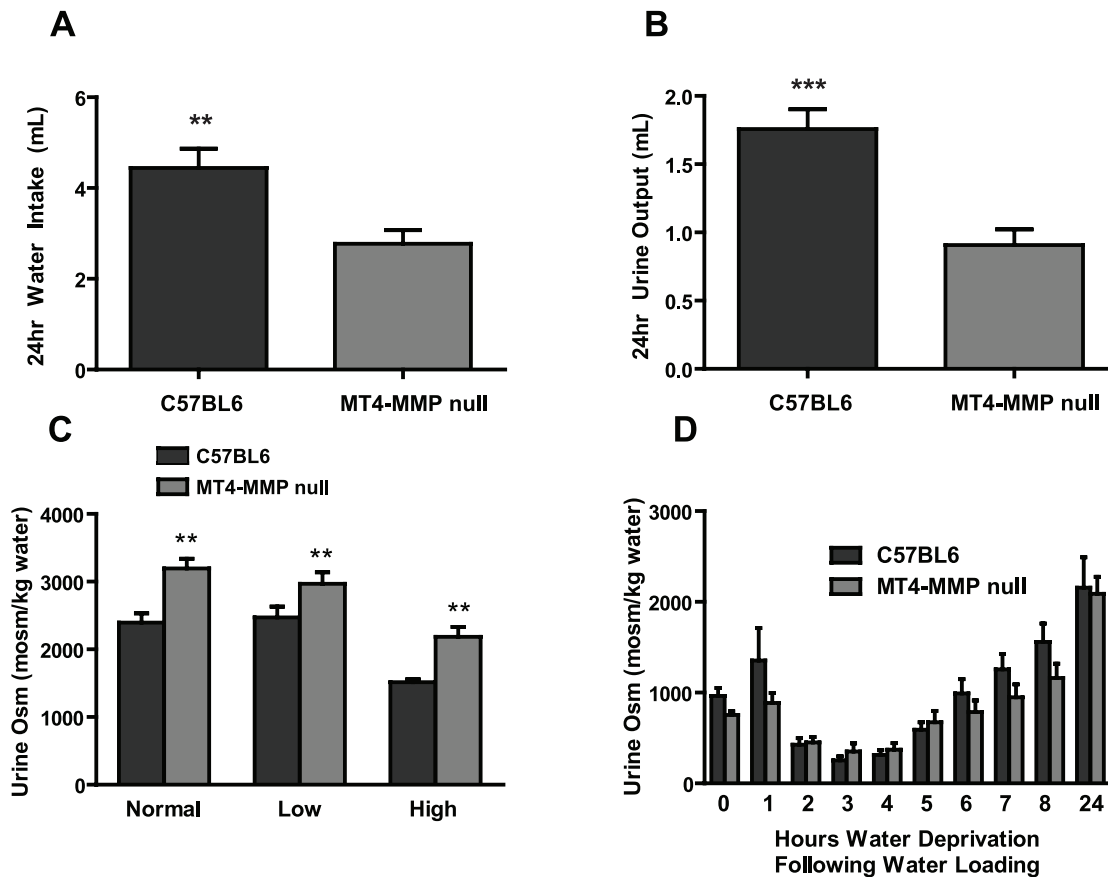 A
24hr Water Intake (mL)
6
4
2
0
**
C57BL6
MT4-MMP null
B
24hr Urine Output (mL)
2.0
1.5
1.0
0.5
0.0
***
C57BL6
MT4-MMP null
C
C57BL6
MT4-MMP null
Urine Osm (mosm/kg water)
4000
3000
2000
1000
0
**
**
**
Normal
Low
High
D
C57BL6
MT4-MMP null
Urine Osm (mosm/kg water)
3000
2000
1000
0
0 1 2 3 4 5 6 7 8 24
Hours Water Deprivation
Following Water Loading